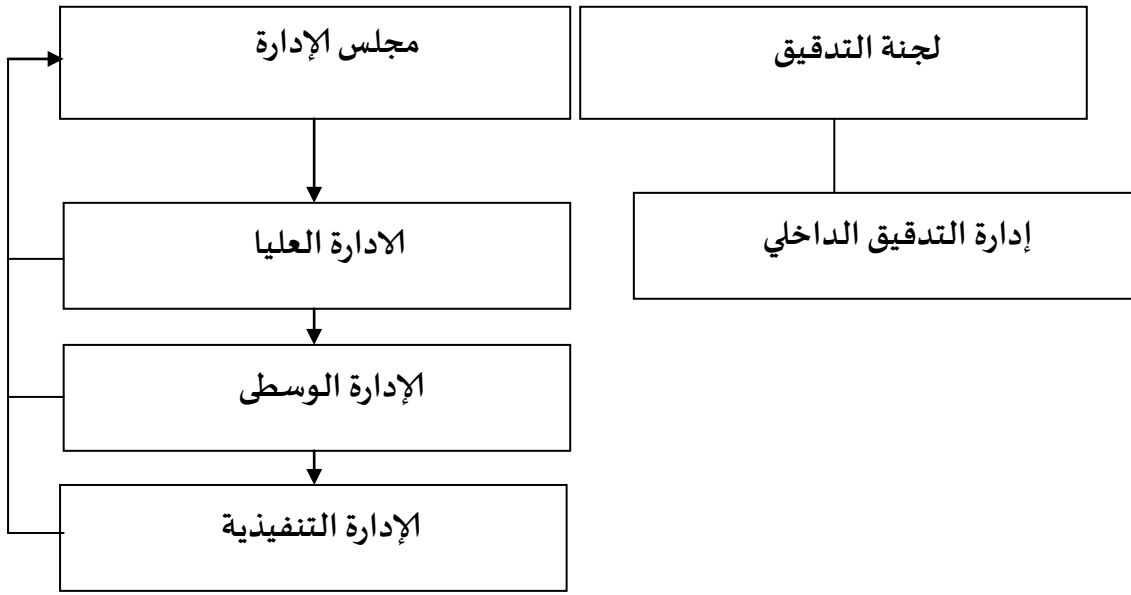 لجنة التدقيق
مجلس الإدارة
إدارة التدقيق الداخلي
الادارة العليا
الإدارة الوسطى
الإدارة التنفيذية